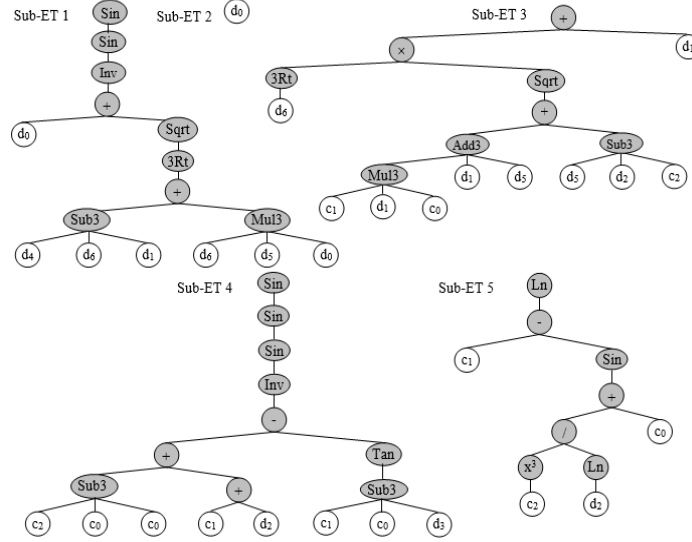 Sub-ET 1
Sin
Sin
Inv
+
d₀
Sqrt
3Rt
+
Sub3
Mul3
d₄ d₆ d₁ d₆ d₅ d₀
Sub-ET 2
d₀
Sub-ET 3
+
×
d₁
3Rt
Sqrt
d₆
+
Add3
Sub3
Mul3
d₁ d₅ d₅ d₂ c₂
c₁ d₁ c₀
Sub-ET 4
Sin
Sin
Sin
Inv
-
+
Tan
Sub3
+
Sub3
c₂ c₀ c₀ c₁ d₂ c₁ c₀ d₃
Sub-ET 5
Ln
-
c₁
Sin
+
/
c₀
x³
Ln
c₂ d₂